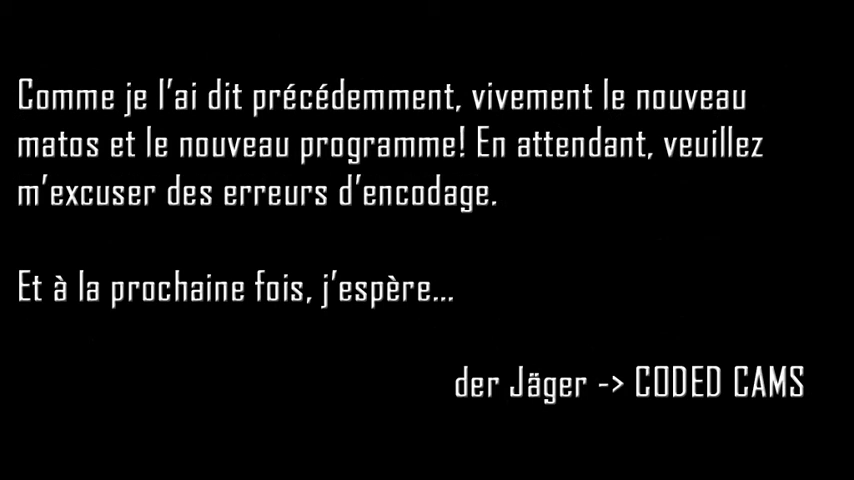 Comme je l'ai dit précédemment, vivement le nouveau
matos et le nouveau programme! En attendant, veuillez
m'excuser des erreurs d'encodage.
Et à la prochaine fois, j'espère...
der Jäger -> CODED CAMS